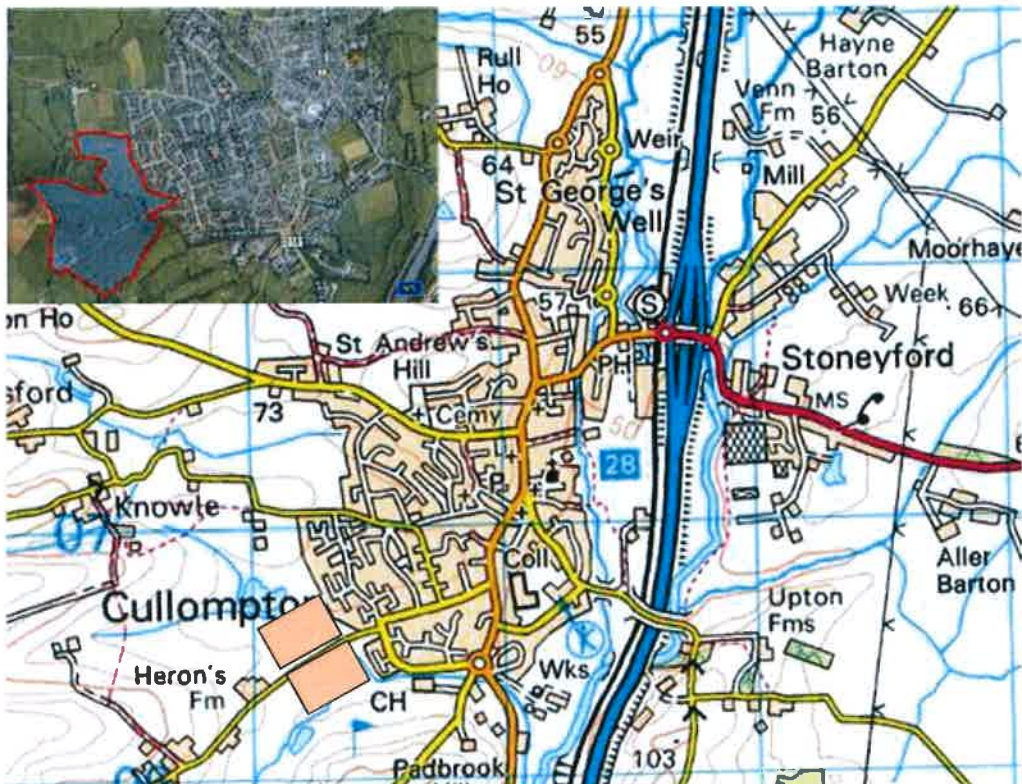 55
Rull
Ho
60
Hayne
Barton
Venn
Fm
56
Weir
64
St George's
Well
Mill
Moorhaye
57
S
Week
66
on Ho
St Andrew's
Hill
PH
Stoneyford
sford
73
Cemy
MS
50
28
Knowle
Coll
Aller
Barton
Cullompton
Upton
Fms
Heron's
Fm
CH
Wks
Padbrook
103